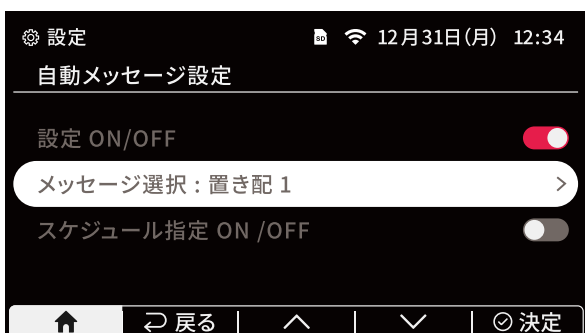 設定 SD 12月31日(月) 12:34
自動メッセージ設定
設定 ON/OFF
メッセージ選択 : 置き配 1
スケジュール指定 ON /OFF
戻る 決定